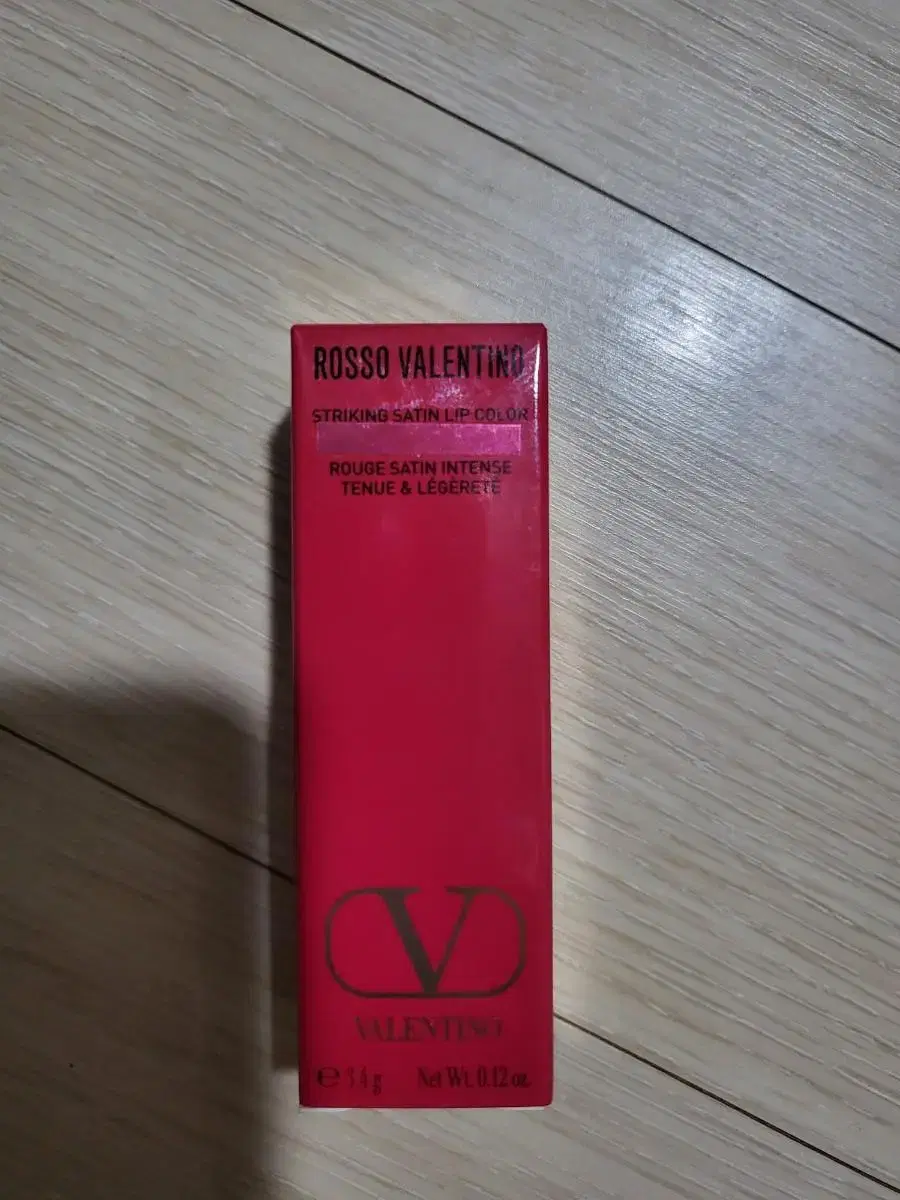 ROSSO VALENTINO
STRIKING SATIN LIP COLOR
ROUGE SATIN INTENSE
TENUE & LÉGÈRETÉ
V
VALENTINO
℮ 3.4 g Net Wt. 0.12 oz.